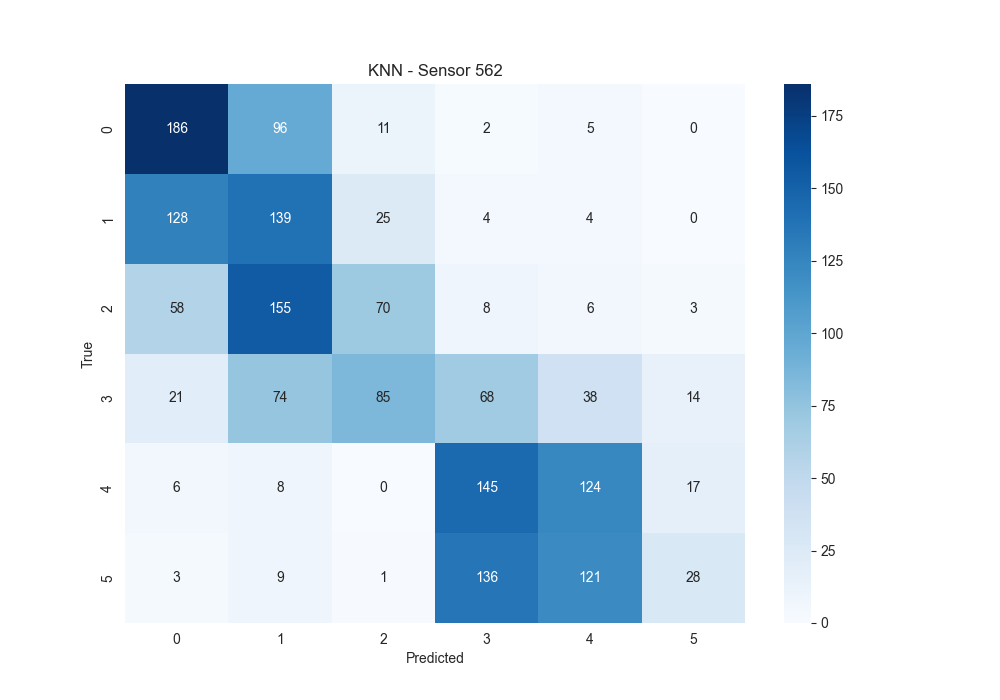 KNN - Sensor 562
0 186 96 11 2 5 0
1 128 139 25 4 4 0
2 58 155 70 8 6 3
3 21 74 85 68 38 14
4 6 8 0 145 124 17
5 3 9 1 136 121 28
0 1 2 3 4 5
Predicted
True
175
150
125
100
75
50
25
0